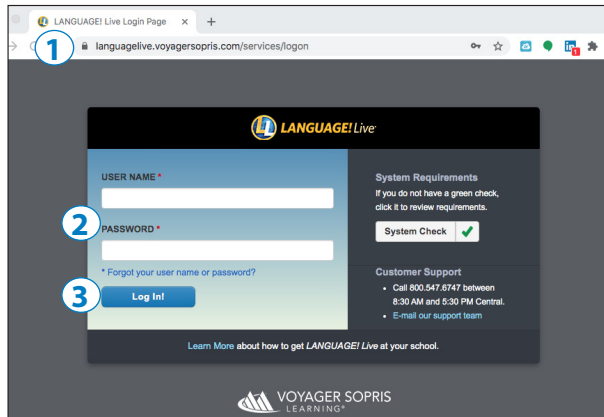 LANGUAGE! Live Login Page
1
languagelive.voyagersopris.com/services/logon
1
LL LANGUAGE! Live
USER NAME *
2
PASSWORD *
* Forgot your user name or password?
3
Log In!
System Requirements
If you do not have a green check,
click it to review requirements.
System Check
Customer Support
• Call 800.547.6747 between
8:30 AM and 5:30 PM Central.
• E-mail our support team
Learn More about how to get LANGUAGE! Live at your school.
VOYAGER SOPRIS
LEARNING®